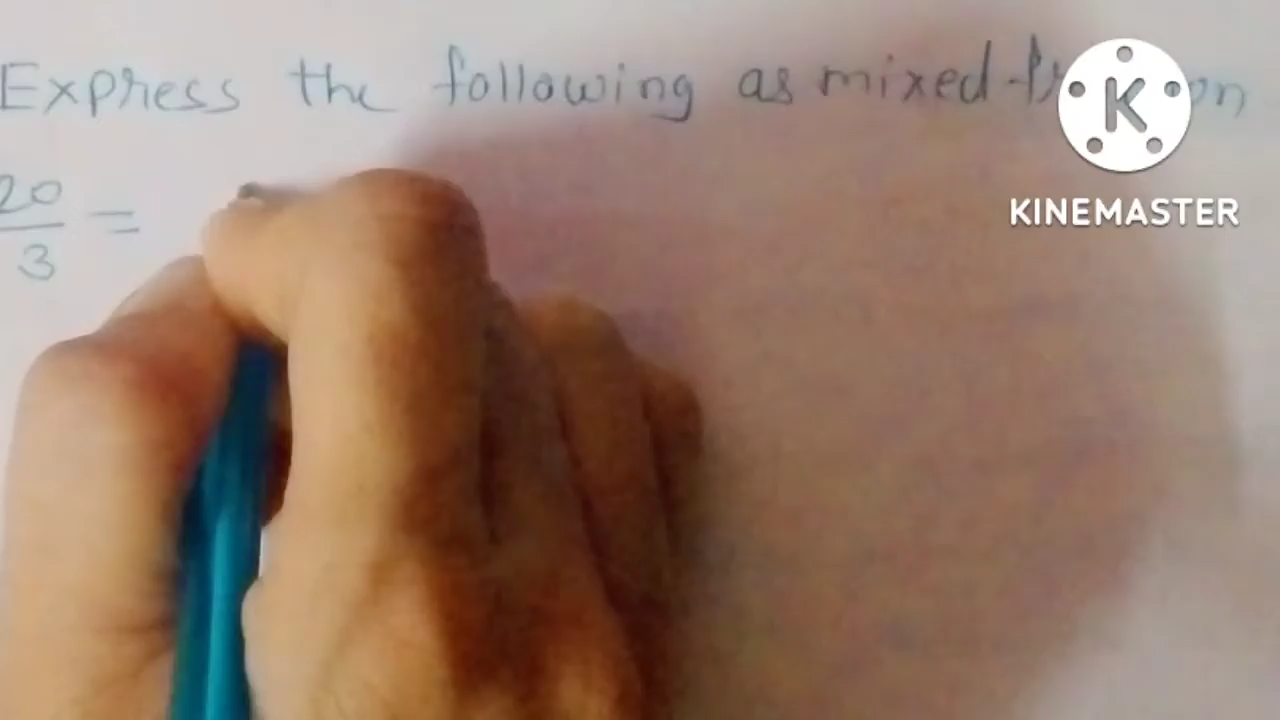 Express the following as mixed
20/3 =
KINEMASTER